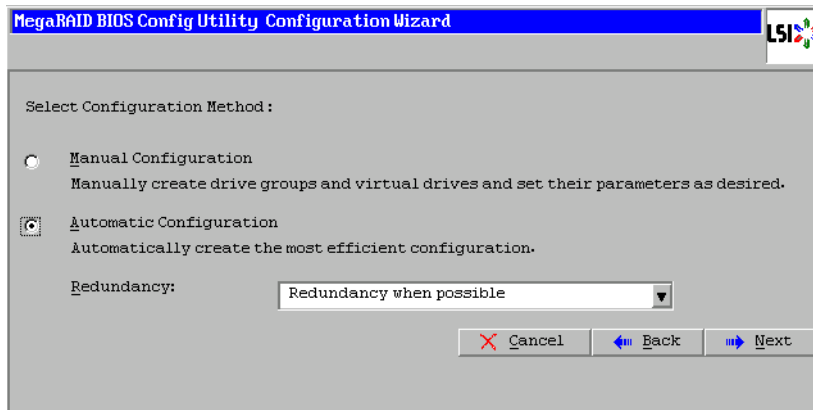 MegaRAID BIOS Config Utility Configuration Wizard
LSI
Select Configuration Method:
Manual Configuration
Manually create drive groups and virtual drives and set their parameters as desired.
Automatic Configuration
Automatically create the most efficient configuration.
Redundancy: Redundancy when possible
Cancel Back Next